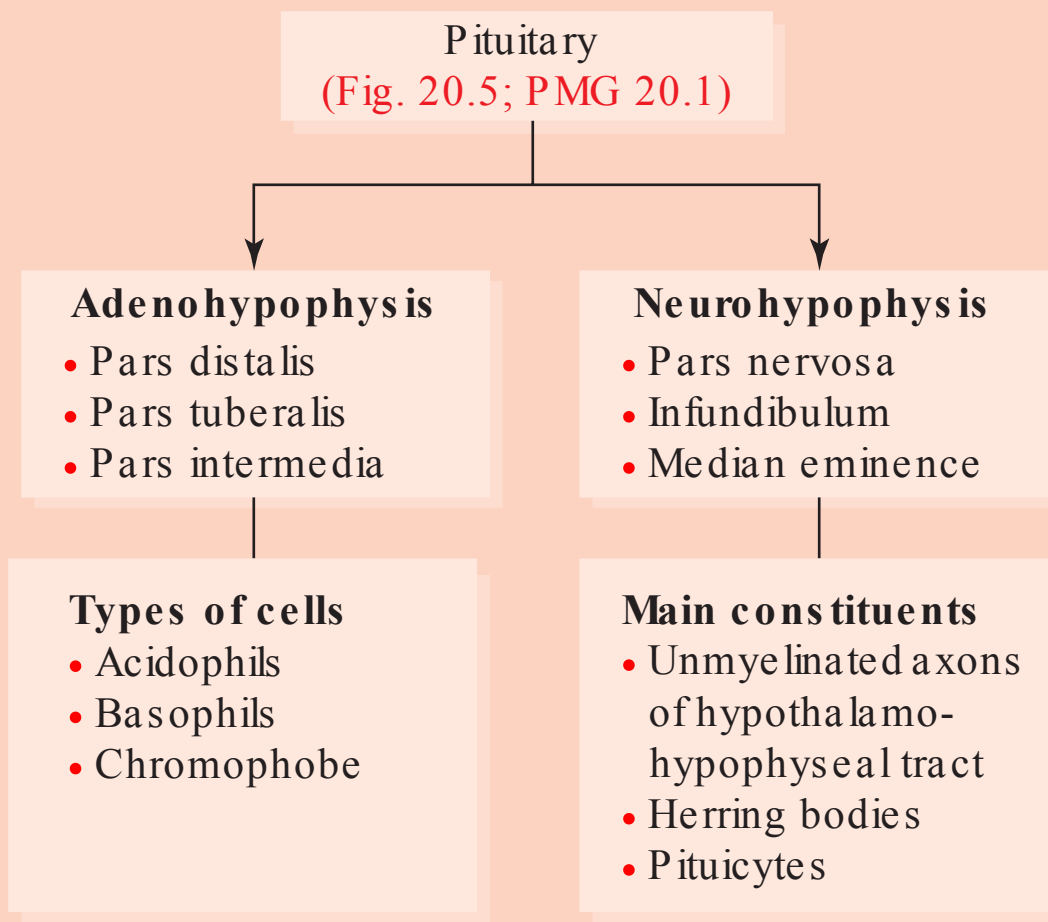 Pituitary
(Fig. 20.5; PMG 20.1)
Adenohypophysis
• Pars distalis
• Pars tuberalis
• Pars intermedia
Neurohypophysis
• Pars nervosa
• Infundibulum
• Median eminence
Types of cells
• Acidophils
• Basophils
• Chromophobe
Main constituents
• Unmyelinated axons
of hypothalamo-
hypophyseal tract
• Herring bodies
• Pituicytes